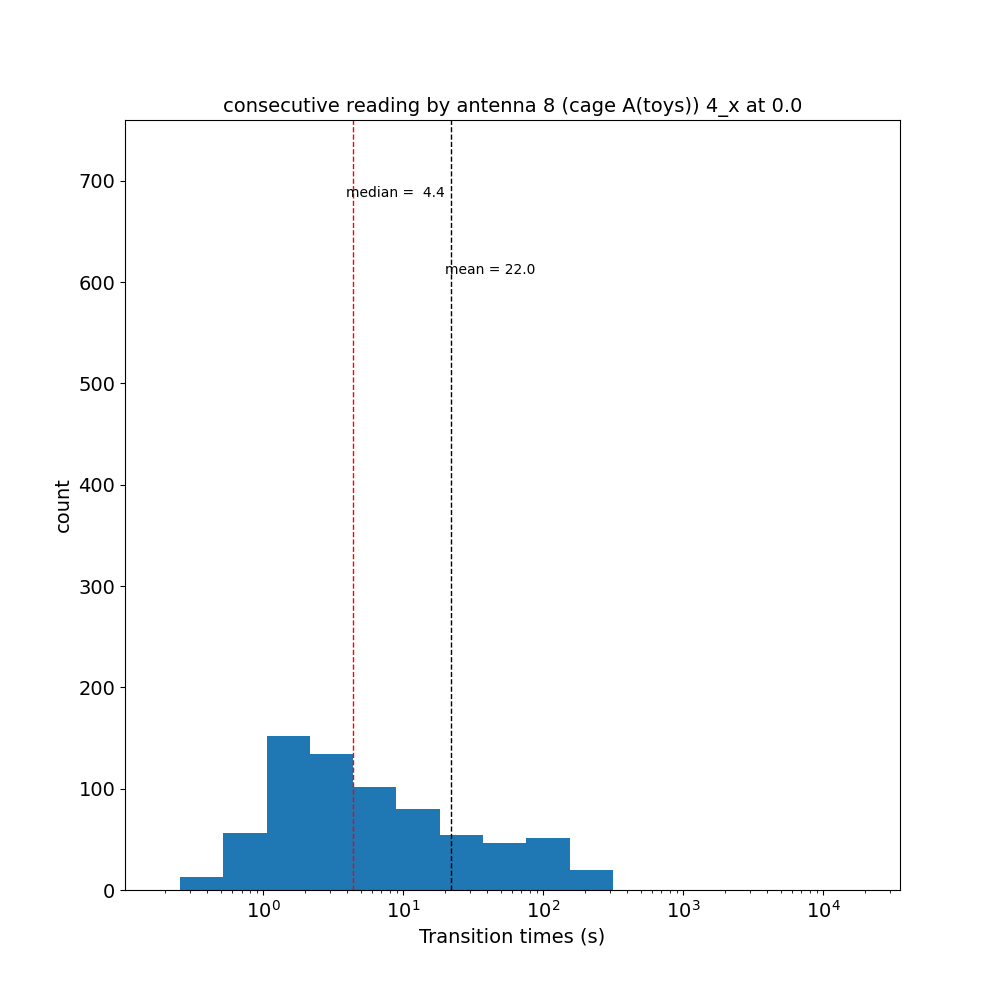 consecutive reading by antenna 8 (cage A(toys)) 4_x at 0.0
700
median =  4.4
mean = 22.0
600
500
400
count
300
200
100
0
10⁰ 10¹ 10² 10³ 10⁴
Transition times (s)